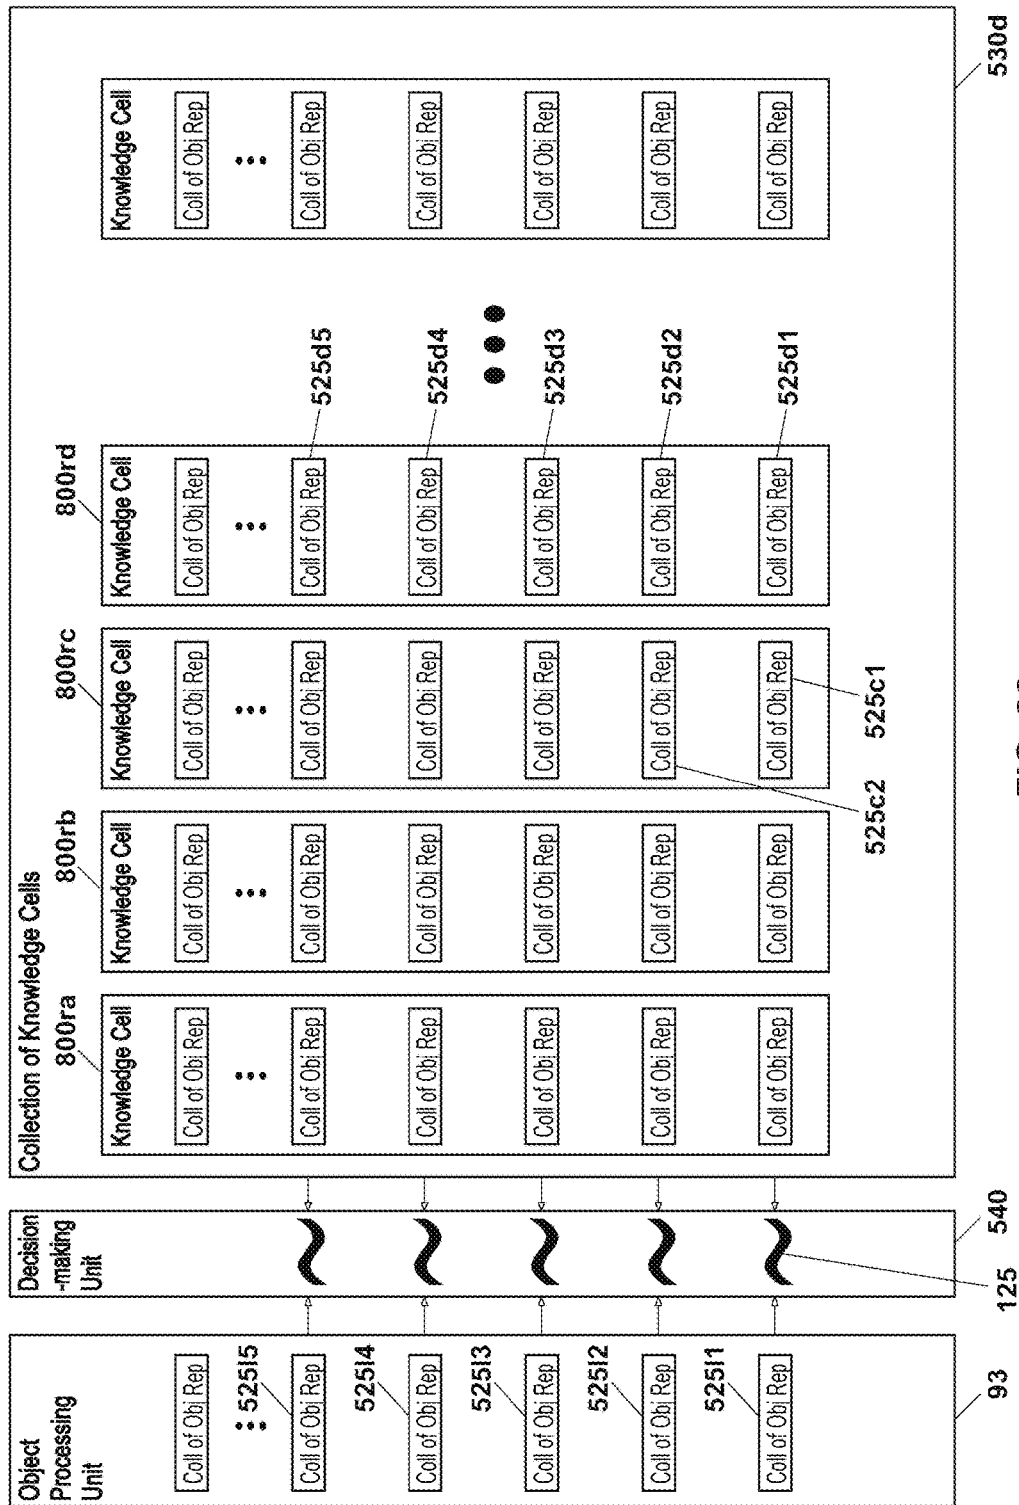 Object
Processing
Unit
Coll of Obj Rep
...
Coll of Obj Rep
525l5
Coll of Obj Rep
525l4
Coll of Obj Rep
525l3
Coll of Obj Rep
525l2
Coll of Obj Rep
525l1
93
Decision
-making
Unit
125
540
Collection of Knowledge Cells
800ra
Knowledge Cell
Coll of Obj Rep
...
Coll of Obj Rep
Coll of Obj Rep
Coll of Obj Rep
Coll of Obj Rep
Coll of Obj Rep
800rb
Knowledge Cell
Coll of Obj Rep
...
Coll of Obj Rep
Coll of Obj Rep
Coll of Obj Rep
Coll of Obj Rep
Coll of Obj Rep
800rc
Knowledge Cell
Coll of Obj Rep
...
Coll of Obj Rep
Coll of Obj Rep
Coll of Obj Rep
Coll of Obj Rep
525c2
Coll of Obj Rep
525c1
800rd
Knowledge Cell
Coll of Obj Rep
...
Coll of Obj Rep
525d5
Coll of Obj Rep
525d4
Coll of Obj Rep
525d3
Coll of Obj Rep
525d2
Coll of Obj Rep
525d1
...
Knowledge Cell
Coll of Obj Rep
...
Coll of Obj Rep
Coll of Obj Rep
Coll of Obj Rep
Coll of Obj Rep
Coll of Obj Rep
530d